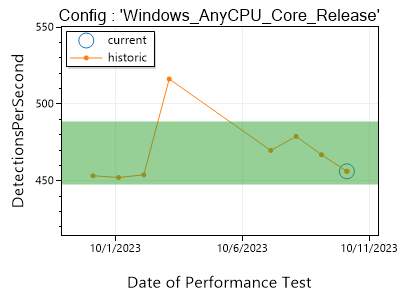 Config : 'Windows_AnyCPU_Core_Release'
550
current
historic
500
450
DetectionsPerSecond
10/1/2023
10/6/2023
10/11/2023
Date of Performance Test